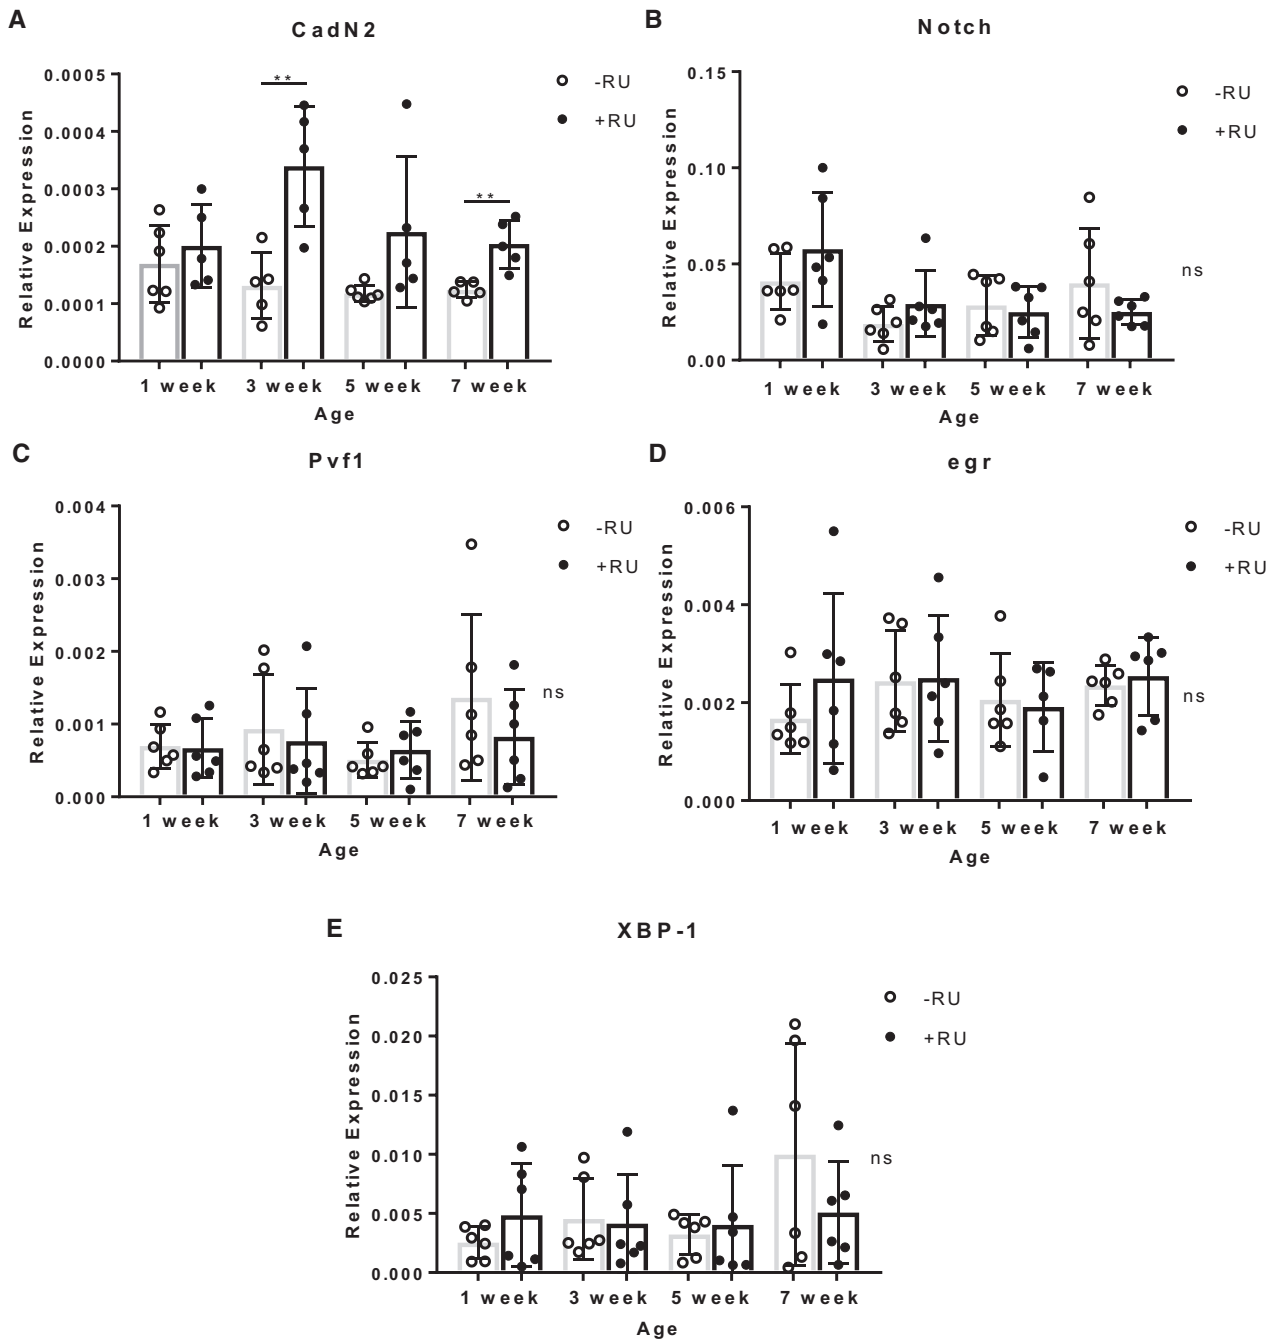 A
CadN2
0.0005
0.0004
0.0003
0.0002
0.0001
0.0000
Relative Expression
**
**
-RU
+RU
1 week 3 week 5 week 7 week
Age
B
Notch
0.15
0.10
0.05
0.00
Relative Expression
-RU
+RU
ns
1 week 3 week 5 week 7 week
Age
C
Pvf1
0.004
0.003
0.002
0.001
0.000
Relative Expression
-RU
+RU
ns
1 week 3 week 5 week 7 week
Age
D
egr
0.006
0.004
0.002
0.000
Relative Expression
-RU
+RU
ns
1 week 3 week 5 week 7 week
Age
E
XBP-1
0.025
0.020
0.015
0.010
0.005
0.000
Relative Expression
-RU
+RU
ns
1 week 3 week 5 week 7 week
Age